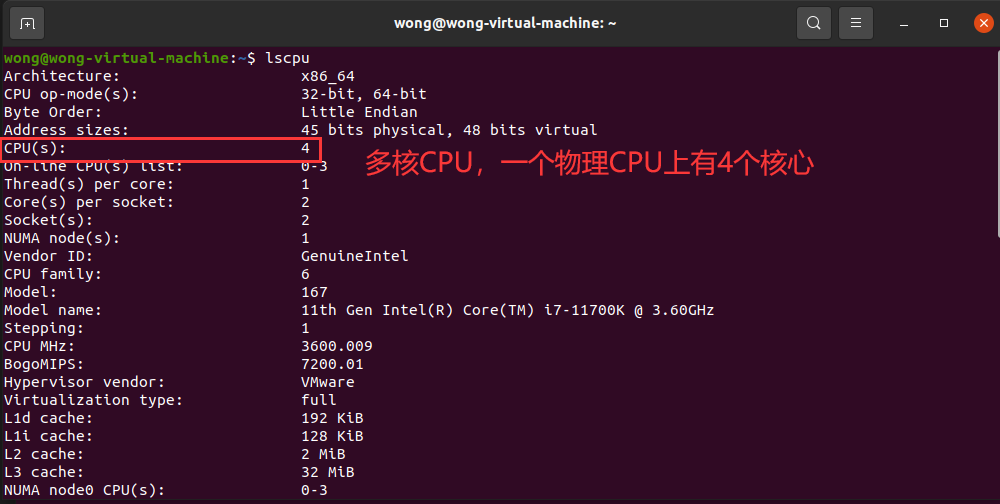 wong@wong-virtual-machine: ~
wong@wong-virtual-machine:~$ lscpu
Architecture: x86_64
CPU op-mode(s): 32-bit, 64-bit
Byte Order: Little Endian
Address sizes: 45 bits physical, 48 bits virtual
CPU(s): 4
多核CPU，一个物理CPU上有4个核心
On-line CPU(s) list: 0-3
Thread(s) per core: 1
Core(s) per socket: 2
Socket(s): 2
NUMA node(s): 1
Vendor ID: GenuineIntel
CPU family: 6
Model: 167
Model name: 11th Gen Intel(R) Core(TM) i7-11700K @ 3.60GHz
Stepping: 1
CPU MHz: 3600.009
BogoMIPS: 7200.01
Hypervisor vendor: VMware
Virtualization type: full
L1d cache: 192 KiB
L1i cache: 128 KiB
L2 cache: 2 MiB
L3 cache: 32 MiB
NUMA node0 CPU(s): 0-3